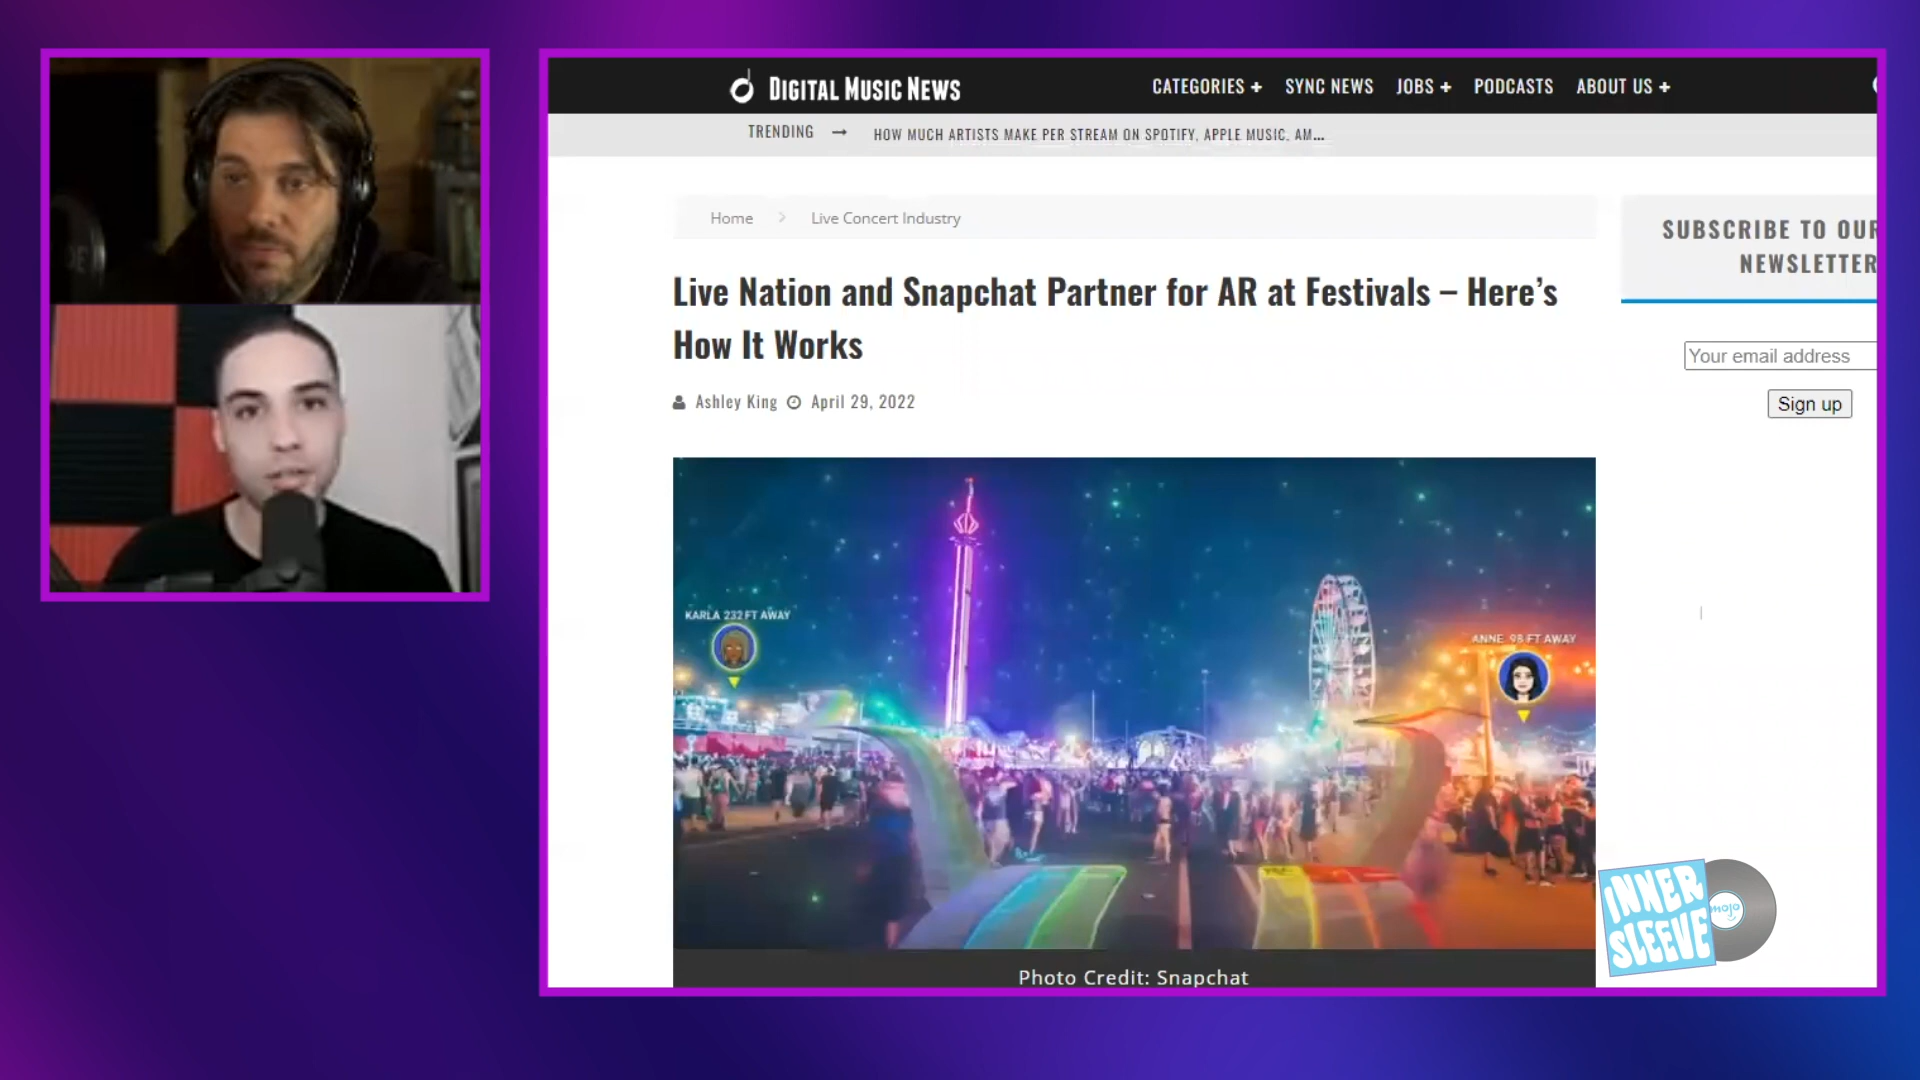 DIGITAL MUSIC NEWS
CATEGORIES + SYNC NEWS JOBS + PODCASTS ABOUT US +
TRENDING → HOW MUCH ARTISTS MAKE PER STREAM ON SPOTIFY, APPLE MUSIC, AM...
Home > Live Concert Industry
Live Nation and Snapchat Partner for AR at Festivals – Here's
How It Works
Ashley King April 29, 2022
SUBSCRIBE TO OUR
NEWSLETTER
Your email address
Sign up
KARLA 232 FT AWAY
ANNE 98 FT AWAY
Photo Credit: Snapchat
INNER
SLEEVE
mojo